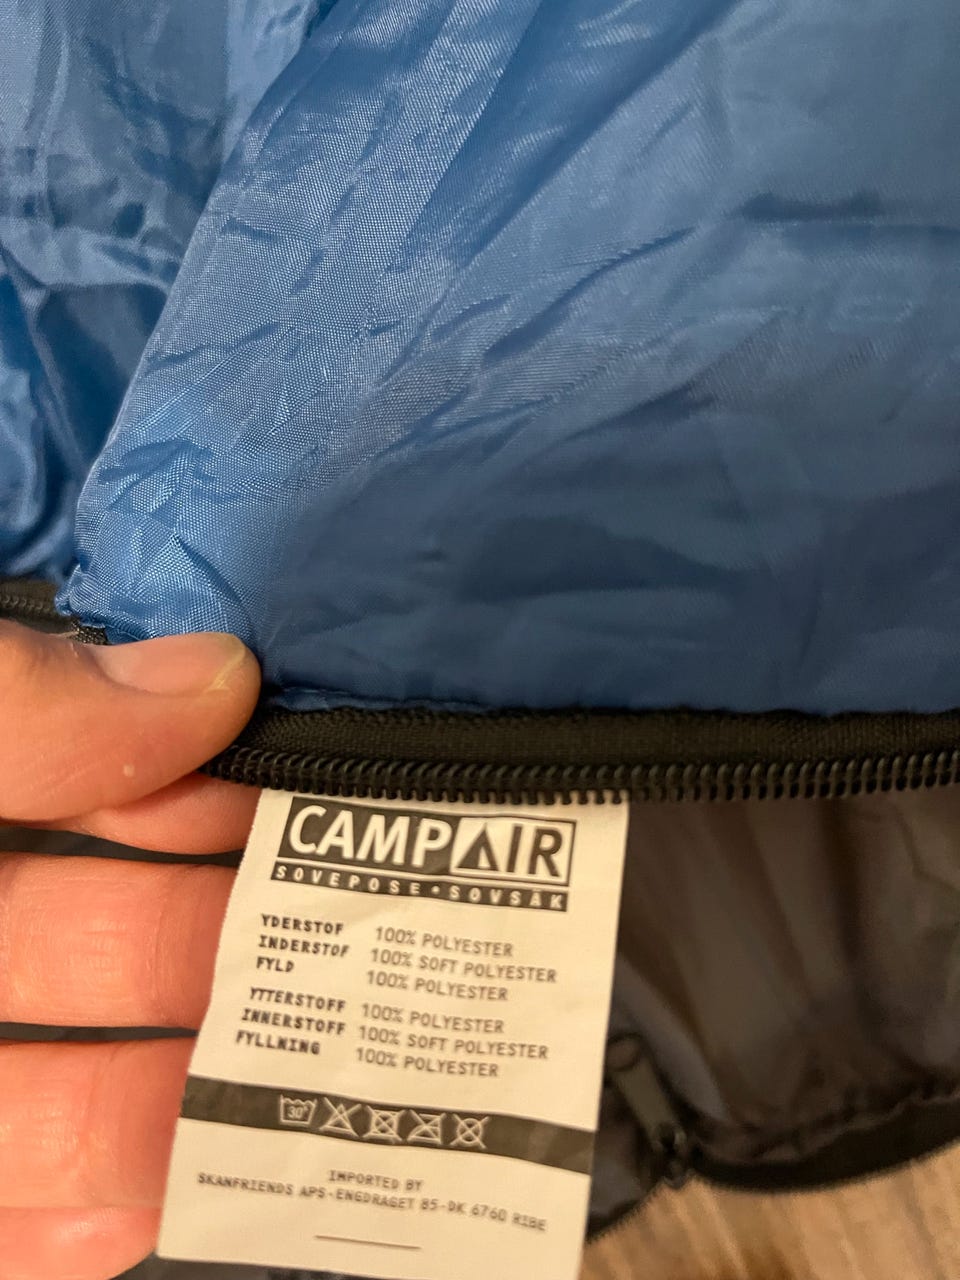 CAMPAIR
SOVEPOSE • SOVSÄK
YDERSTOF 100% POLYESTER
INDERSTOF 100% SOFT POLYESTER
FYLD 100% POLYESTER
YTTERSTOFF 100% POLYESTER
INNERSTOFF 100% SOFT POLYESTER
FYLLNING 100% POLYESTER
30°
IMPORTED BY
SKANFRIENDS APS-ENGDRAGET 85-DK 6760 RIBE